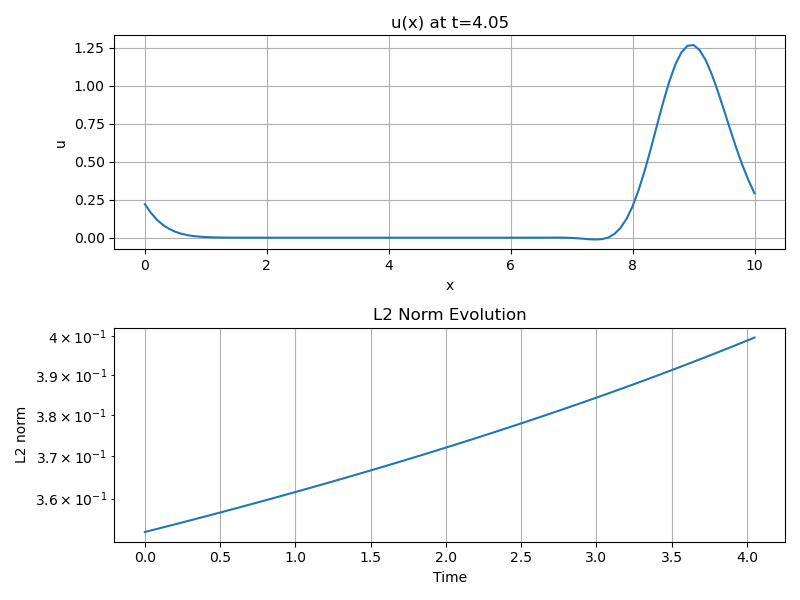 u(x) at t=4.05
1.25
1.00
0.75
0.50
0.25
0.00
u
0 2 4 6 8 10
x
L2 Norm Evolution
4 × 10⁻¹
3.9 × 10⁻¹
3.8 × 10⁻¹
3.7 × 10⁻¹
3.6 × 10⁻¹
L2 norm
0.0 0.5 1.0 1.5 2.0 2.5 3.0 3.5 4.0
Time